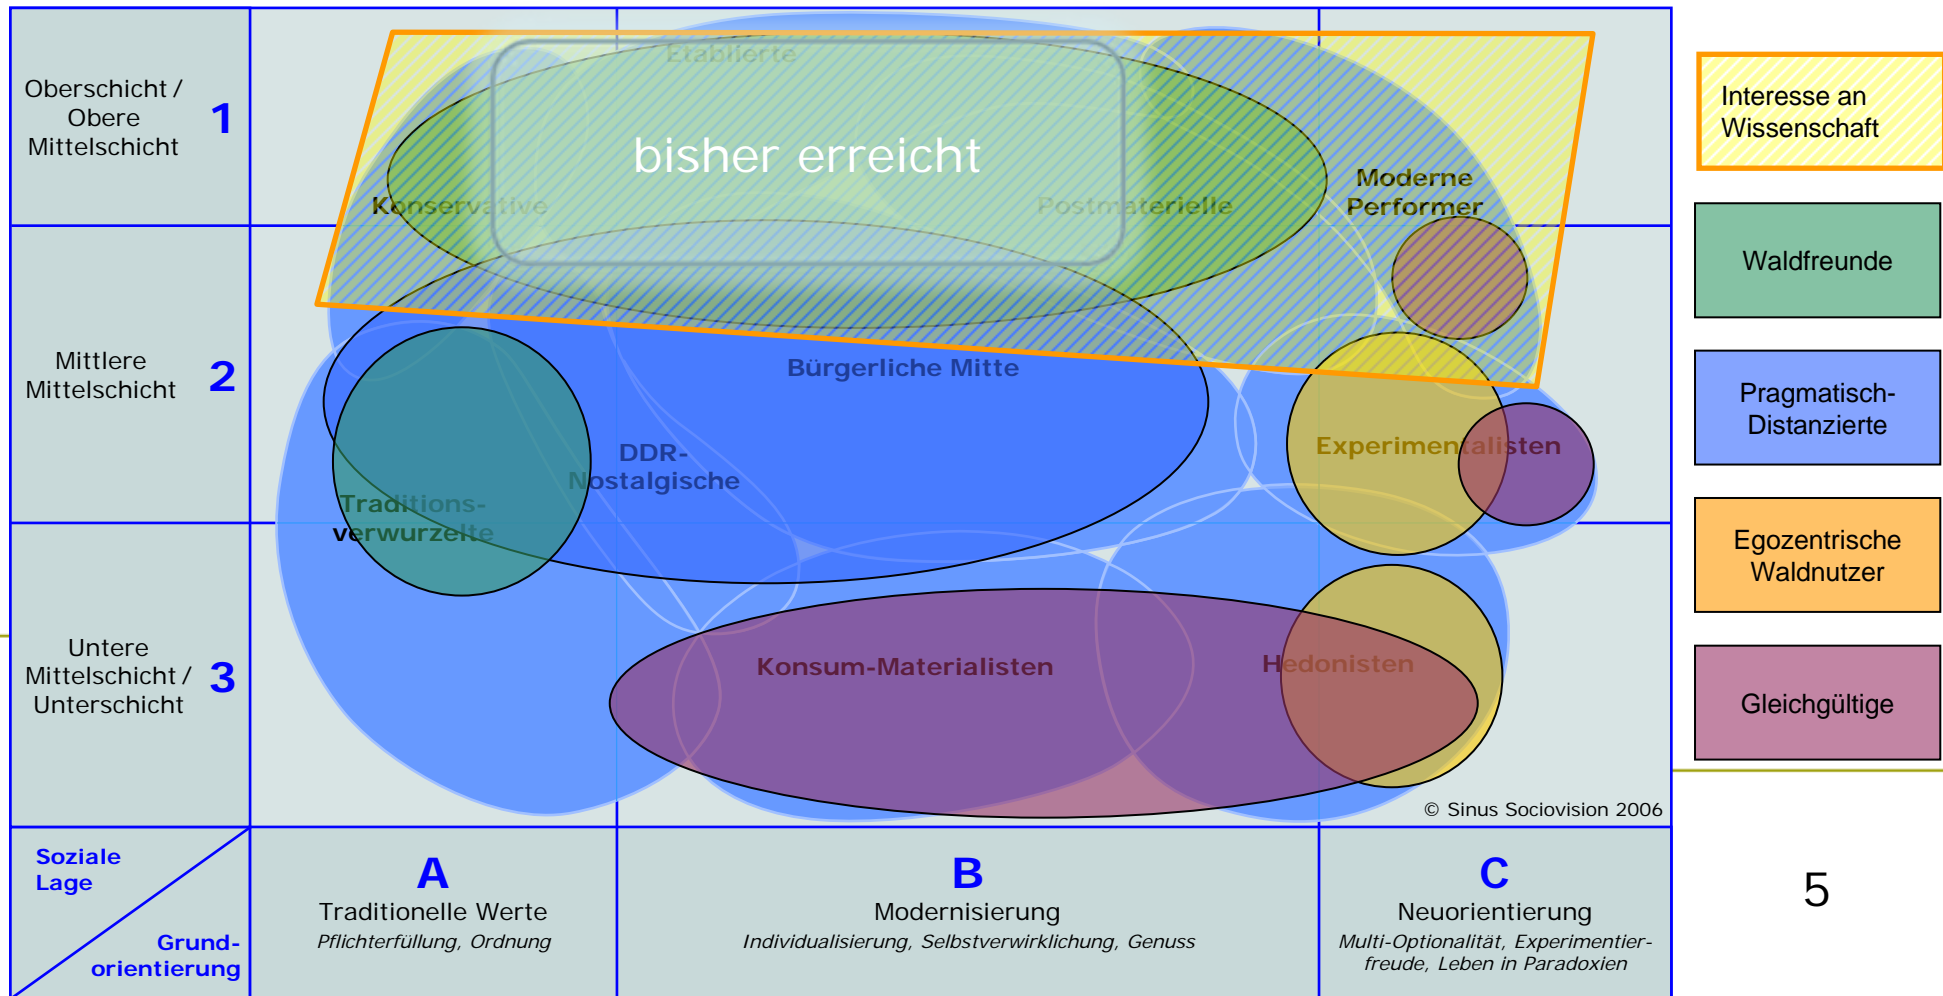 Oberschicht /
Obere
Mittelschicht
1
Mittlere
Mittelschicht
2
Untere
Mittelschicht /
Unterschicht
3
Etablierte
bisher erreicht
Konservative
Postmaterielle
Moderne
Performer
Bürgerliche Mitte
DDR-
Nostalgische
Traditions-
verwurzelte
Experimentalisten
Konsum-Materialisten
Hedonisten
© Sinus Sociovision 2006
Soziale
Lage
Grund-
orientierung
A
Traditionelle Werte
Pflichterfüllung, Ordnung
B
Modernisierung
Individualisierung, Selbstverwirklichung, Genuss
C
Neuorientierung
Multi-Optionalität, Experimentier-
freude, Leben in Paradoxien
Interesse an
Wissenschaft
Waldfreunde
Pragmatisch-
Distanzierte
Egozentrische
Waldnutzer
Gleichgültige
5